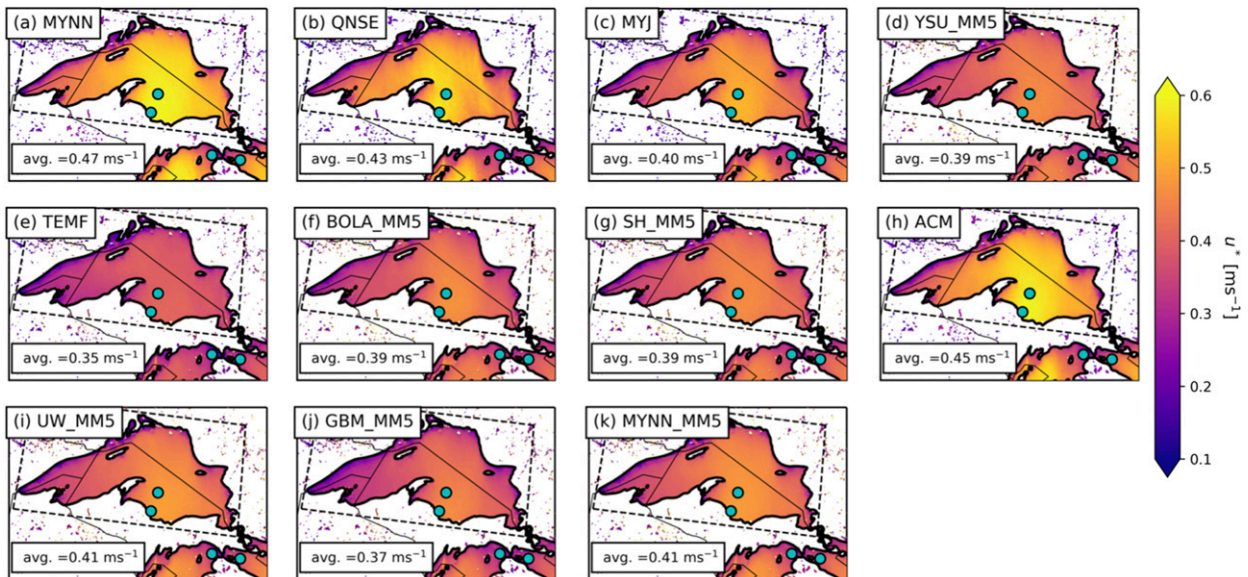 (a) MYNN
(b) QNSE
(c) MYJ
(d) YSU_MM5
avg. =0.47 ms⁻¹
avg. =0.43 ms⁻¹
avg. =0.40 ms⁻¹
avg. =0.39 ms⁻¹
(e) TEMF
(f) BOLA_MM5
(g) SH_MM5
(h) ACM
avg. =0.35 ms⁻¹
avg. =0.39 ms⁻¹
avg. =0.39 ms⁻¹
avg. =0.45 ms⁻¹
(i) UW_MM5
(j) GBM_MM5
(k) MYNN_MM5
avg. =0.41 ms⁻¹
avg. =0.37 ms⁻¹
avg. =0.41 ms⁻¹
0.6
0.5
0.4
0.3
0.2
0.1
u* [ms⁻¹]